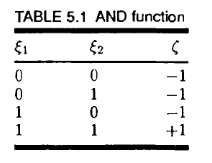 TABLE 5.1 AND function
ξ₁ ξ₂ ζ
0 0 −1
0 1 −1
1 0 −1
1 1 +1